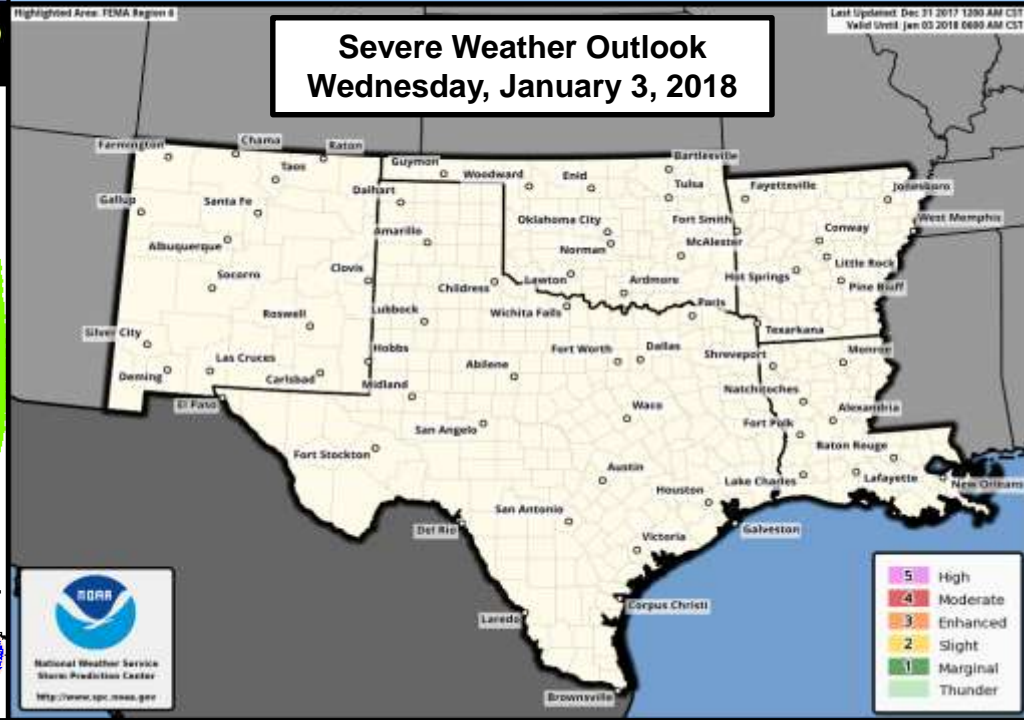 Highlighted Area: FEMA Region 6
Last Updated: Dec 31 2017 1200 AM CST
Valid Until: Jan 03 2018 0600 AM CST
Severe Weather Outlook
Wednesday, January 3, 2018
Farmington
Chama
Raton
Guymon
Bartlesville
Taos
Woodward
Enid
Tulsa
Fayetteville
Jonesboro
Dalhart
Gallup
Santa Fe
Oklahoma City
Fort Smith
West Memphis
Amarillo
Conway
Albuquerque
Norman
McAlester
Little Rock
Clovis
Socorro
Lawton
Ardmore
Hot Springs
Childress
Pine Bluff
Lubbock
Wichita Falls
Paris
Roswell
Texarkana
Silver City
Hobbs
Fort Worth
Dallas
Shreveport
Monroe
Las Cruces
Abilene
Deming
Carlsbad
Midland
Natchitoches
El Paso
Waco
Alexandria
San Angelo
Fort Polk
Baton Rouge
Fort Stockton
Austin
Lake Charles
Lafayette
New Orleans
Houston
San Antonio
Del Rio
Galveston
Victoria
Corpus Christi
Laredo
Brownsville
NOAA
National Weather Service
Storm Prediction Center
http://www.spc.noaa.gov
5 High
4 Moderate
3 Enhanced
2 Slight
1 Marginal
Thunder